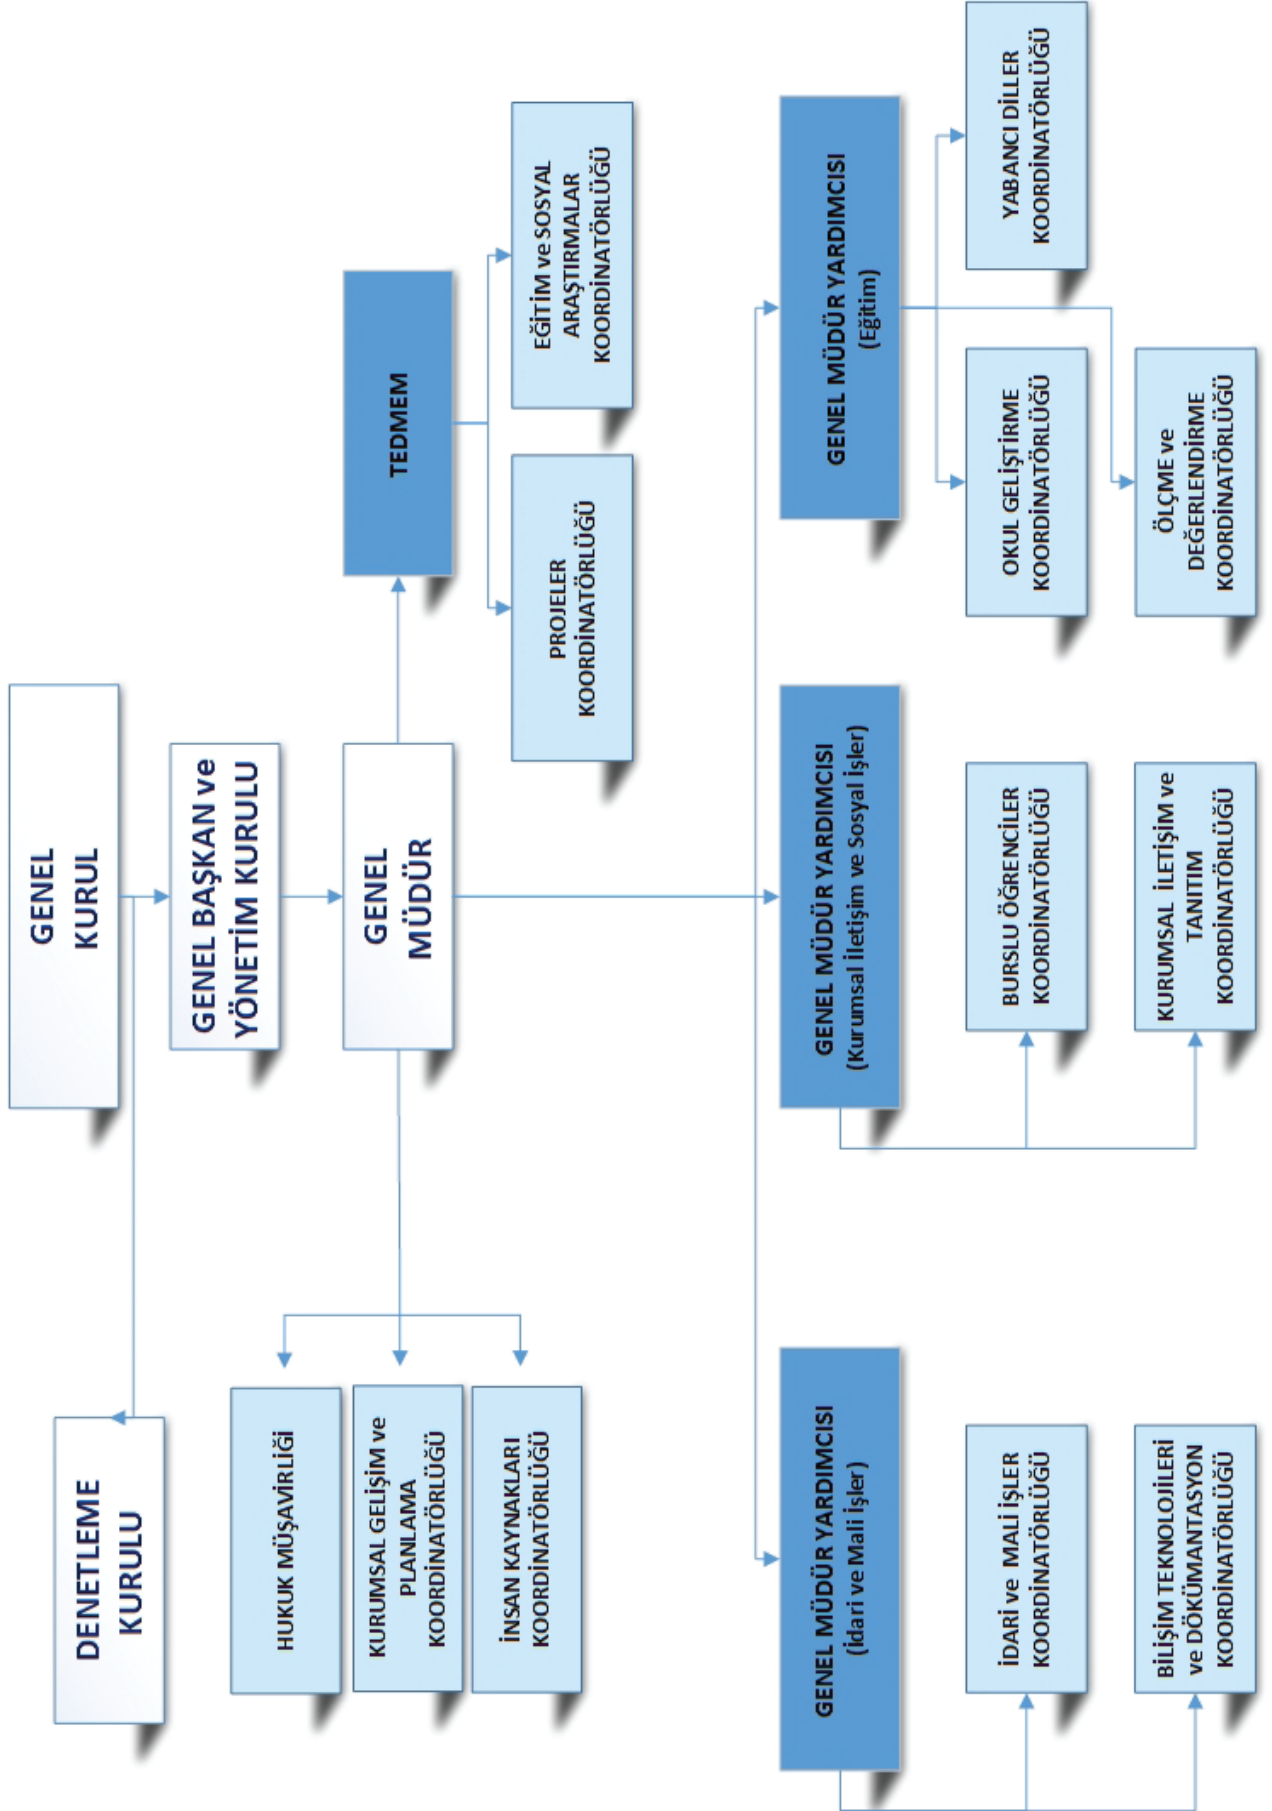 GENEL
KURUL
DENETLEME
KURULU
GENEL BAŞKAN ve
YÖNETİM KURULU
GENEL
MÜDÜR
HUKUK MÜŞAVİRLİĞİ
KURUMSAL GELİŞİM ve
PLANLAMA
KOORDİNATÖRLÜĞÜ
İNSAN KAYNAKLARI
KOORDİNATÖRLÜĞÜ
TEDMEM
PROJELER
KOORDİNATÖRLÜĞÜ
EĞİTİM ve SOSYAL
ARAŞTIRMALAR
KOORDİNATÖRLÜĞÜ
GENEL MÜDÜR YARDIMCISI
(İdari ve Mali İşler)
İDARİ ve MALİ İŞLER
KOORDİNATÖRLÜĞÜ
BİLİŞİM TEKNOLOJİLERİ
ve DÖKÜMANTASYON
KOORDİNATÖRLÜĞÜ
GENEL MÜDÜR YARDIMCISI
(Kurumsal İletişim ve Sosyal İşler)
BURSLU ÖĞRENCİLER
KOORDİNATÖRLÜĞÜ
KURUMSAL İLETİŞİM ve
TANITIM
KOORDİNATÖRLÜĞÜ
GENEL MÜDÜR YARDIMCISI
(Eğitim)
OKUL GELİŞTİRME
KOORDİNATÖRLÜĞÜ
YABANCI DİLLER
KOORDİNATÖRLÜĞÜ
ÖLÇME ve
DEĞERLENDİRME
KOORDİNATÖRLÜĞÜ